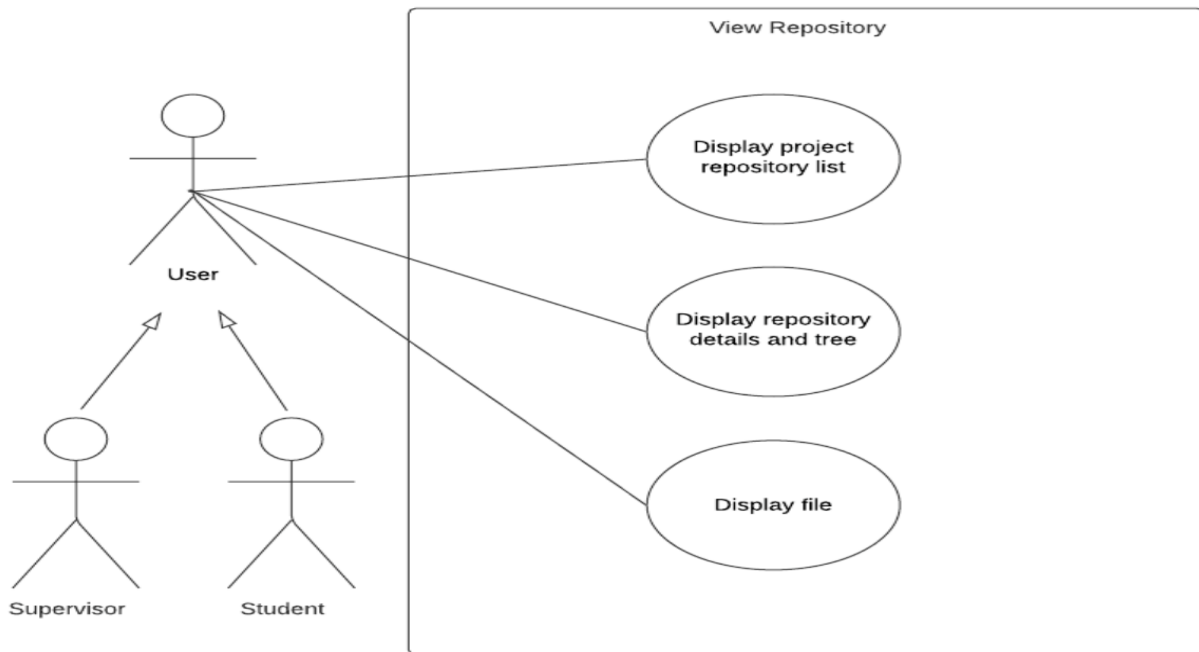 View Repository
Display project
repository list
User
Display repository
details and tree
Display file
Supervisor
Student